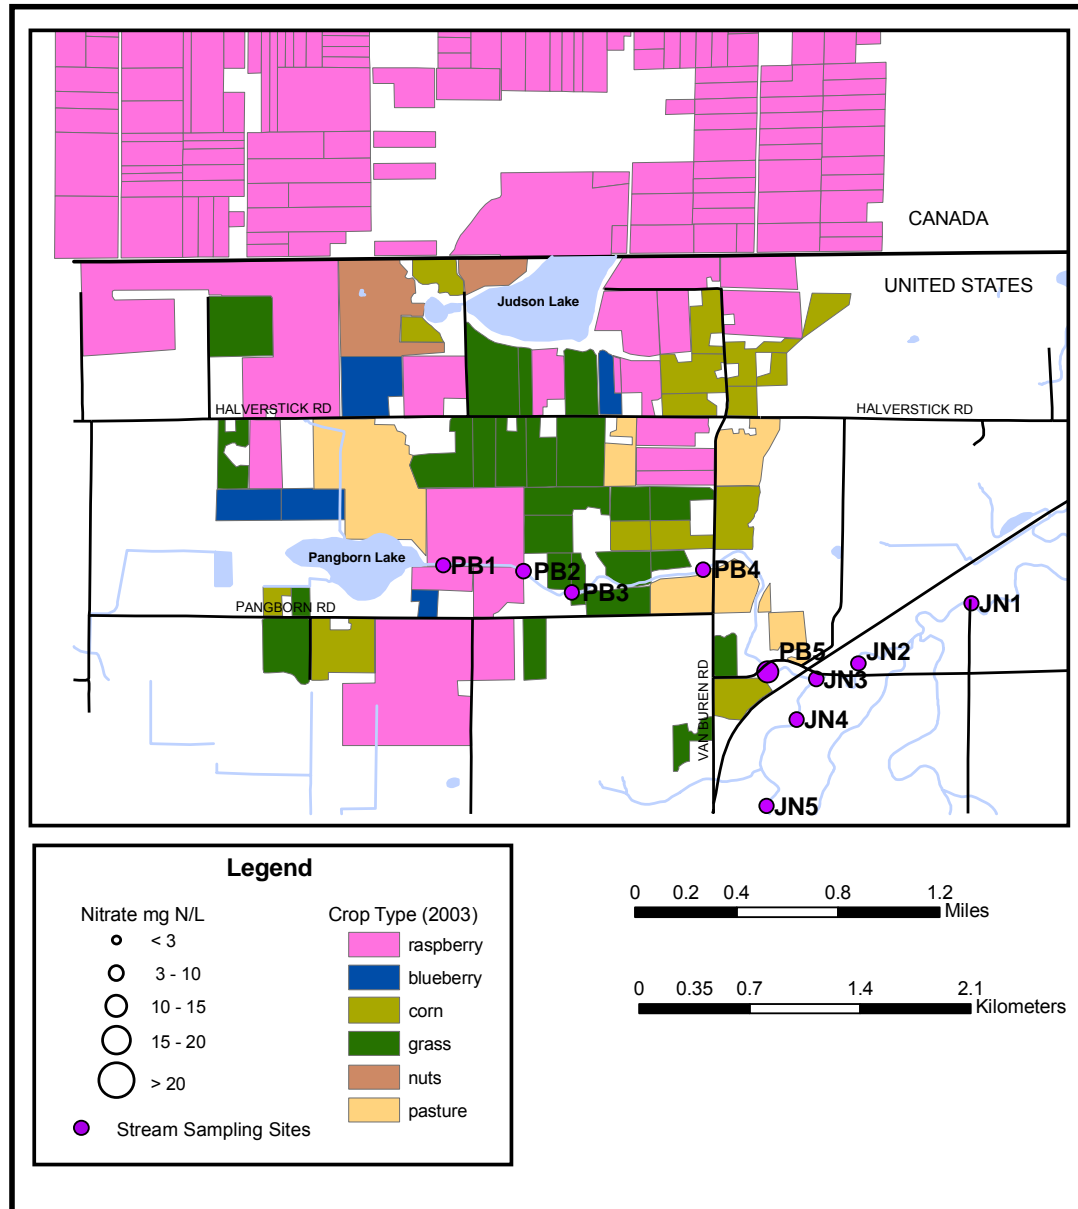 CANADA
UNITED STATES
Judson Lake
HALVERSTICK RD
HALVERSTICK RD
Pangborn Lake
PB1
PB2
PB3
PB4
PANGBORN RD
JN1
PB5
JN2
JN3
VAN BUREN RD
JN4
JN5
Legend
Nitrate mg N/L
< 3
3 - 10
10 - 15
15 - 20
> 20
Stream Sampling Sites
Crop Type (2003)
raspberry
blueberry
corn
grass
nuts
pasture
0 0.2 0.4 0.8 1.2
Miles
0 0.35 0.7 1.4 2.1
Kilometers